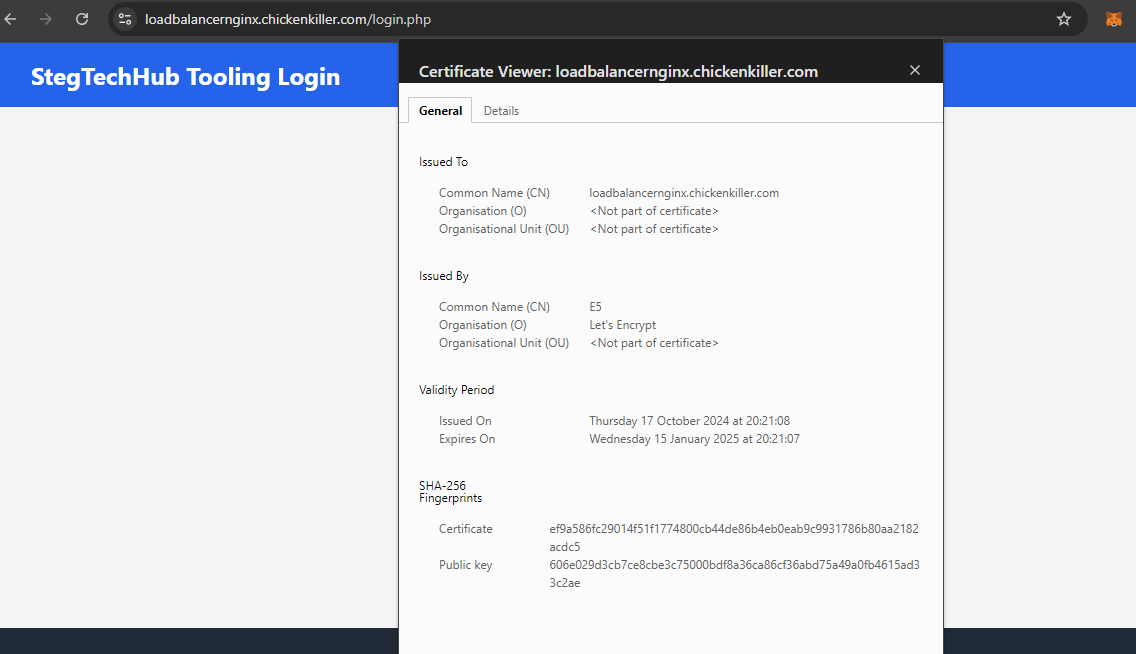 loadbalancernginx.chickenkiller.com/login.php
StegTechHub Tooling Login
Certificate Viewer: loadbalancernginx.chickenkiller.com
General Details
Issued To
Common Name (CN) loadbalancernginx.chickenkiller.com
Organisation (O) <Not part of certificate>
Organisational Unit (OU) <Not part of certificate>
Issued By
Common Name (CN) E5
Organisation (O) Let's Encrypt
Organisational Unit (OU) <Not part of certificate>
Validity Period
Issued On Thursday 17 October 2024 at 20:21:08
Expires On Wednesday 15 January 2025 at 20:21:07
SHA-256
Fingerprints
Certificate ef9a586fc29014f51f1774800cb44de86b4eb0eab9c9931786b80aa2182
acdc5
Public key 606e029d3cb7ce8cbe3c75000bdf8a36ca86cf36abd75a49a0fb4615ad3
3c2ae